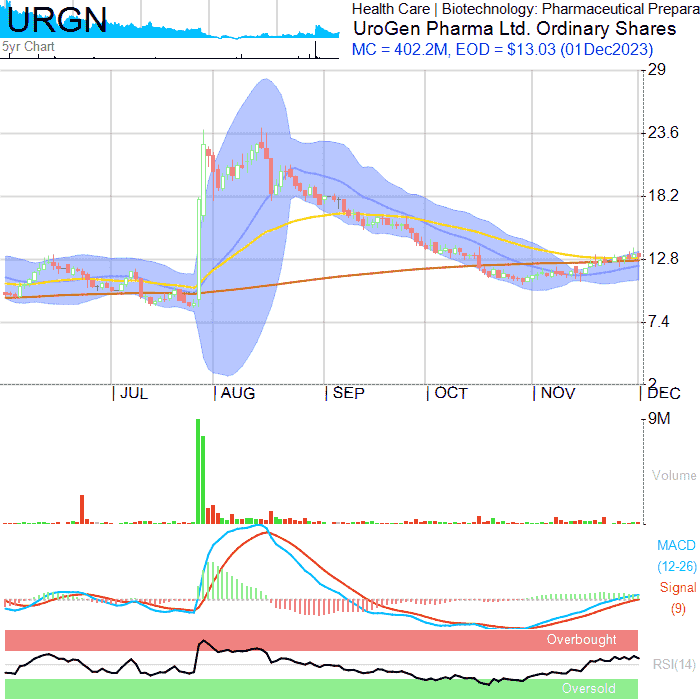 URGN
5yr Chart
Health Care | Biotechnology: Pharmaceutical Prepara
UroGen Pharma Ltd. Ordinary Shares
MC = 402.2M, EOD = $13.03 (01Dec2023)
29
23.6
18.2
12.8
7.4
2
JUL AUG SEP OCT NOV DEC
9M
Volume
MACD
(12-26)
Signal
(9)
Overbought
RSI(14)
Oversold